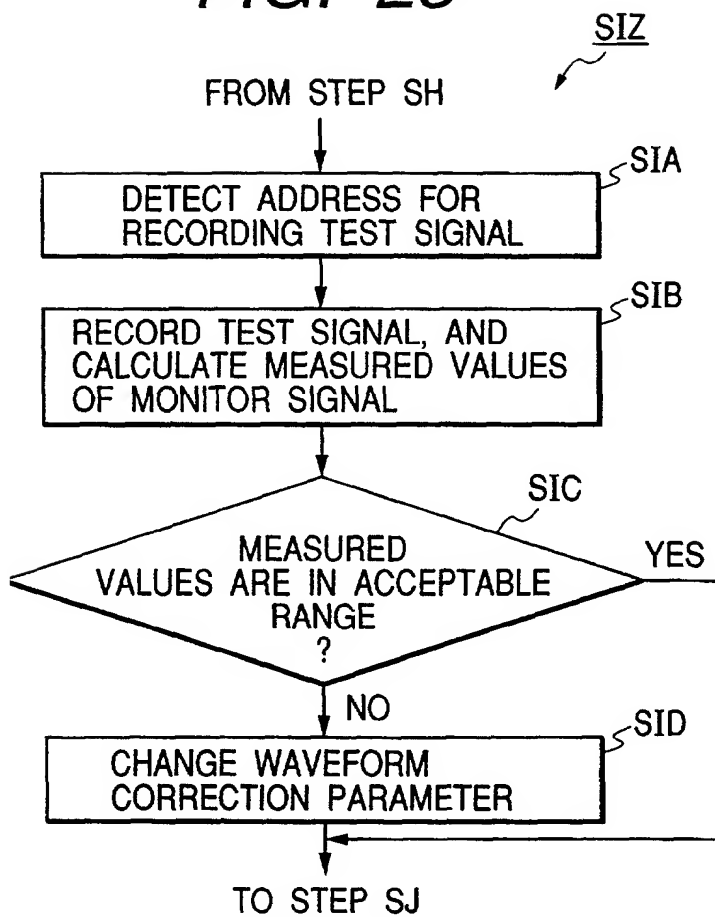 SIZ
FROM STEP SH
SIA
DETECT ADDRESS FOR
RECORDING TEST SIGNAL
SIB
RECORD TEST SIGNAL, AND
CALCULATE MEASURED VALUES
OF MONITOR SIGNAL
SIC
MEASURED
VALUES ARE IN ACCEPTABLE
RANGE
?
YES
NO
SID
CHANGE WAVEFORM
CORRECTION PARAMETER
TO STEP SJ